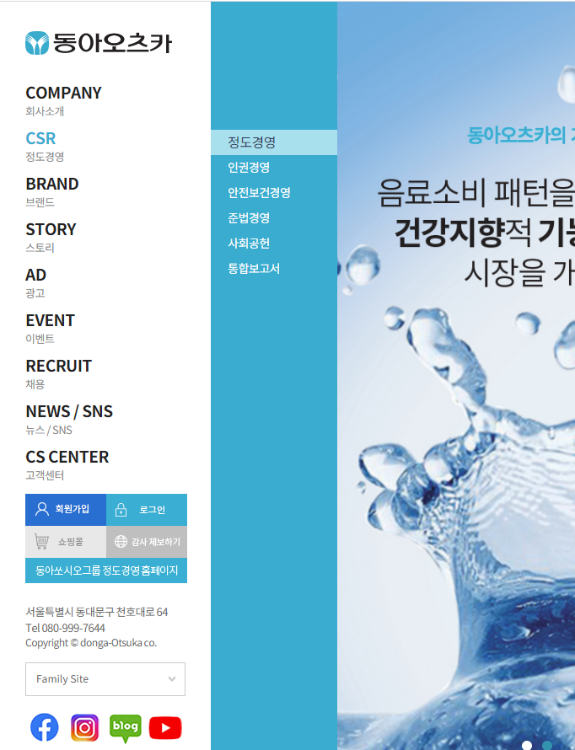 동아오츠카
COMPANY
회사소개
CSR
정도경영
BRAND
브랜드
STORY
스토리
AD
광고
EVENT
이벤트
RECRUIT
채용
NEWS / SNS
뉴스 / SNS
CS CENTER
고객센터
회원가입
로그인
쇼핑몰
감사 제보하기
동아쏘시오그룹 정도경영 홈페이지
서울특별시 동대문구 천호대로 64
Tel 080-999-7644
Copyright © donga-Otsuka co.
Family Site
blog
정도경영
인권경영
안전보건경영
준법경영
사회공헌
통합보고서
동아오츠카의
음료소비 패턴을
건강지향적 기능
시장을 개